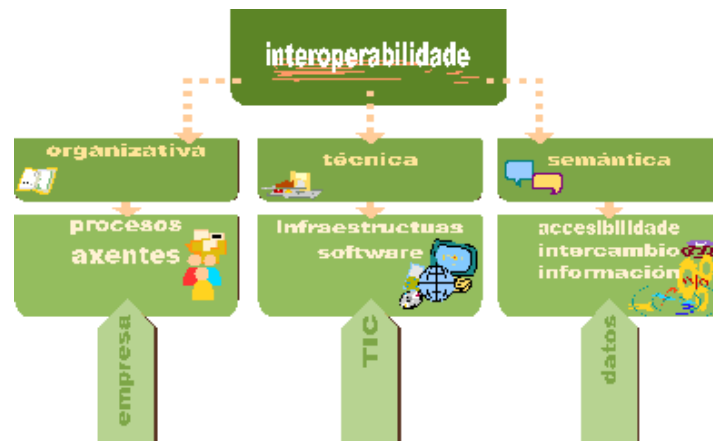 interoperabilidade
organizativa
técnica
semántica
procesos
axentes
Infraestructuas
software
accesibilidade
intercambio
información
empresa
TIC
datos